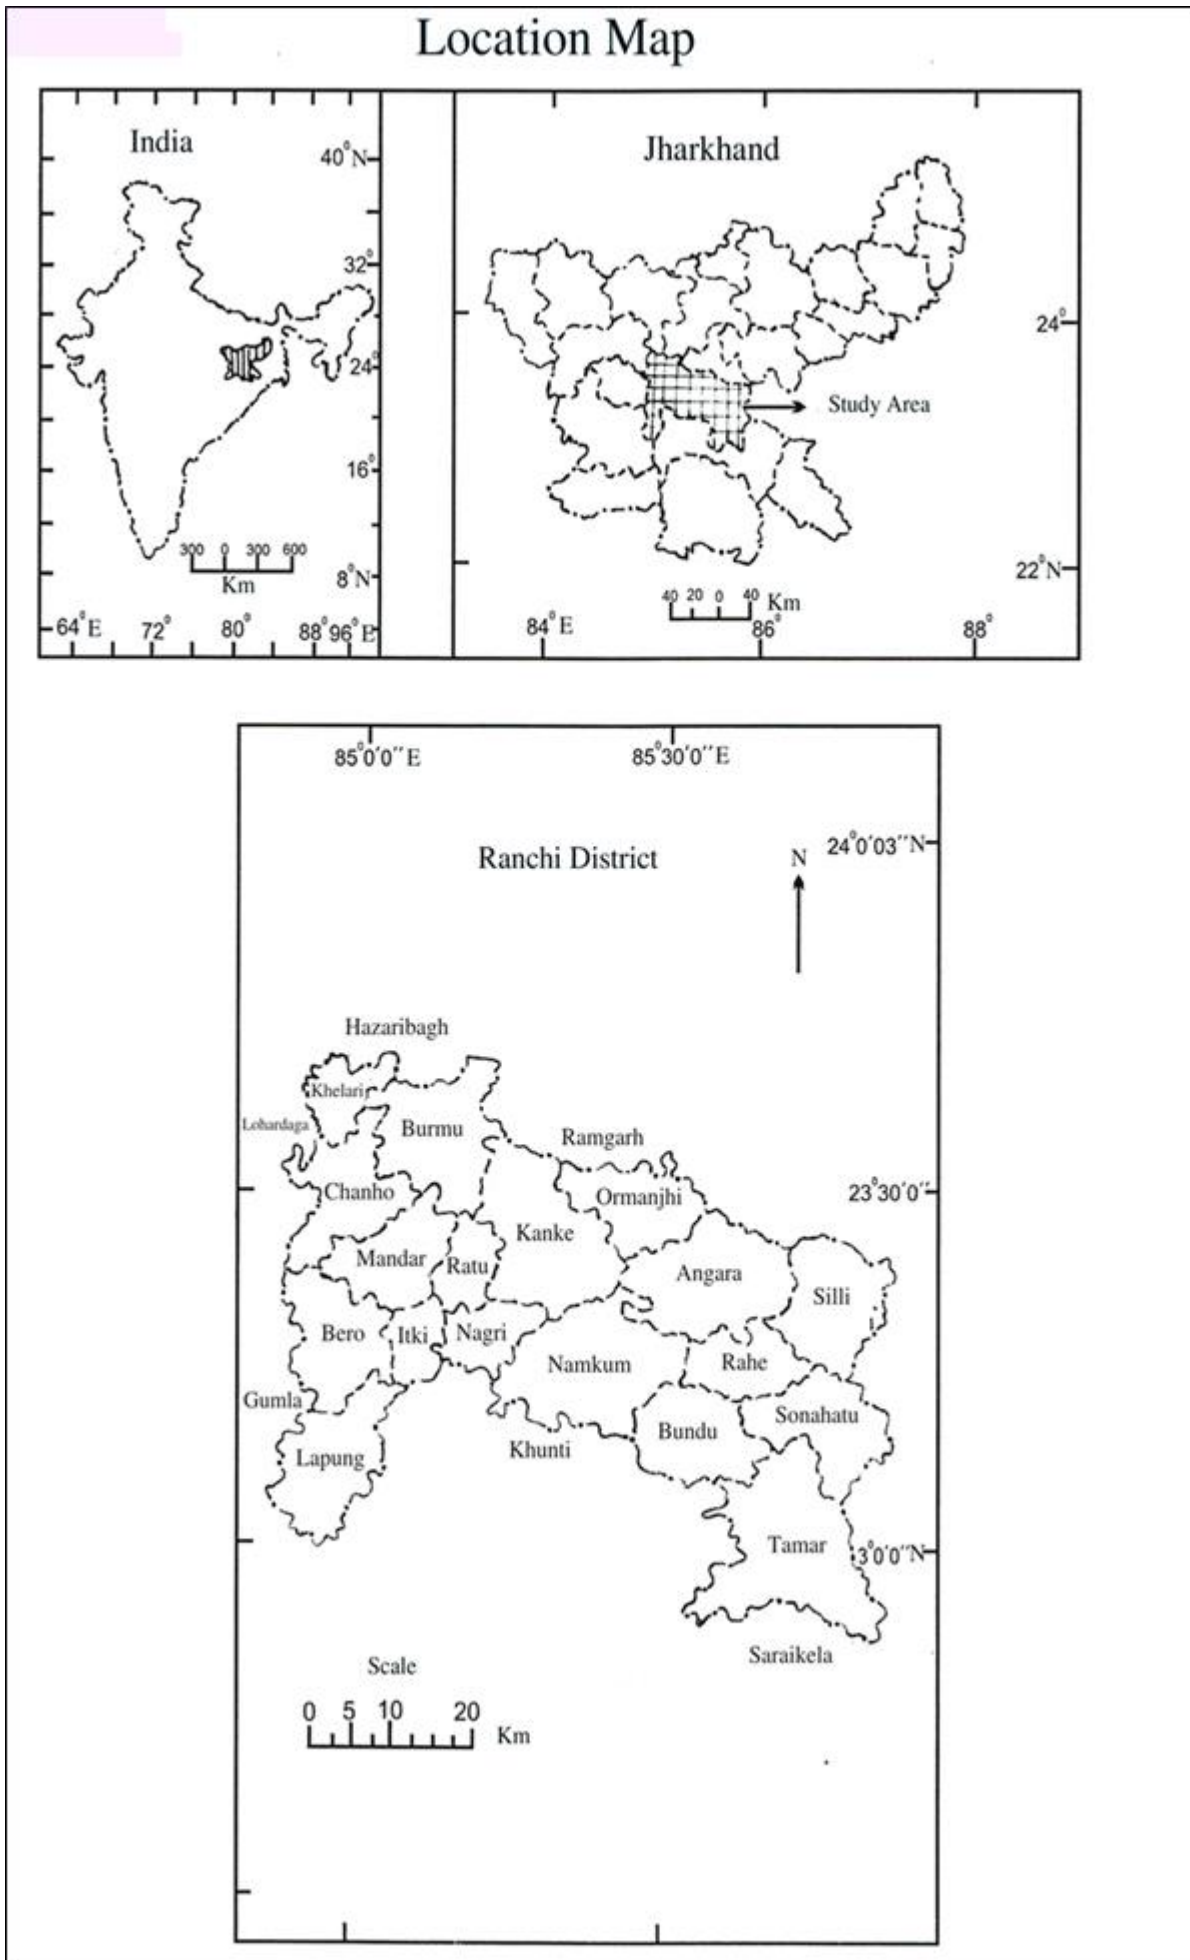 Location Map
India
40°N
32°
24°
16°
8°N
300 0 300 600
Km
64°E 72° 80° 88° 96°E
Jharkhand
24°
Study Area
22°N
40 20 0 40 Km
84°E 86° 88°
85°0'0''E 85°30'0''E
24°0'03''N
Ranchi District
N
Hazaribagh
Khelari
Lohardaga
Burmu
Ramgarh
Chanho
Ormanjhi
23°30'0''
Kanke
Mandar
Ratu
Angara
Silli
Bero
Itki
Nagri
Namkum
Rahe
Gumla
Sonahatu
Bundu
Khunti
Lapung
Tamar
3°0'0''N
Saraikela
Scale
0 5 10 20
Km